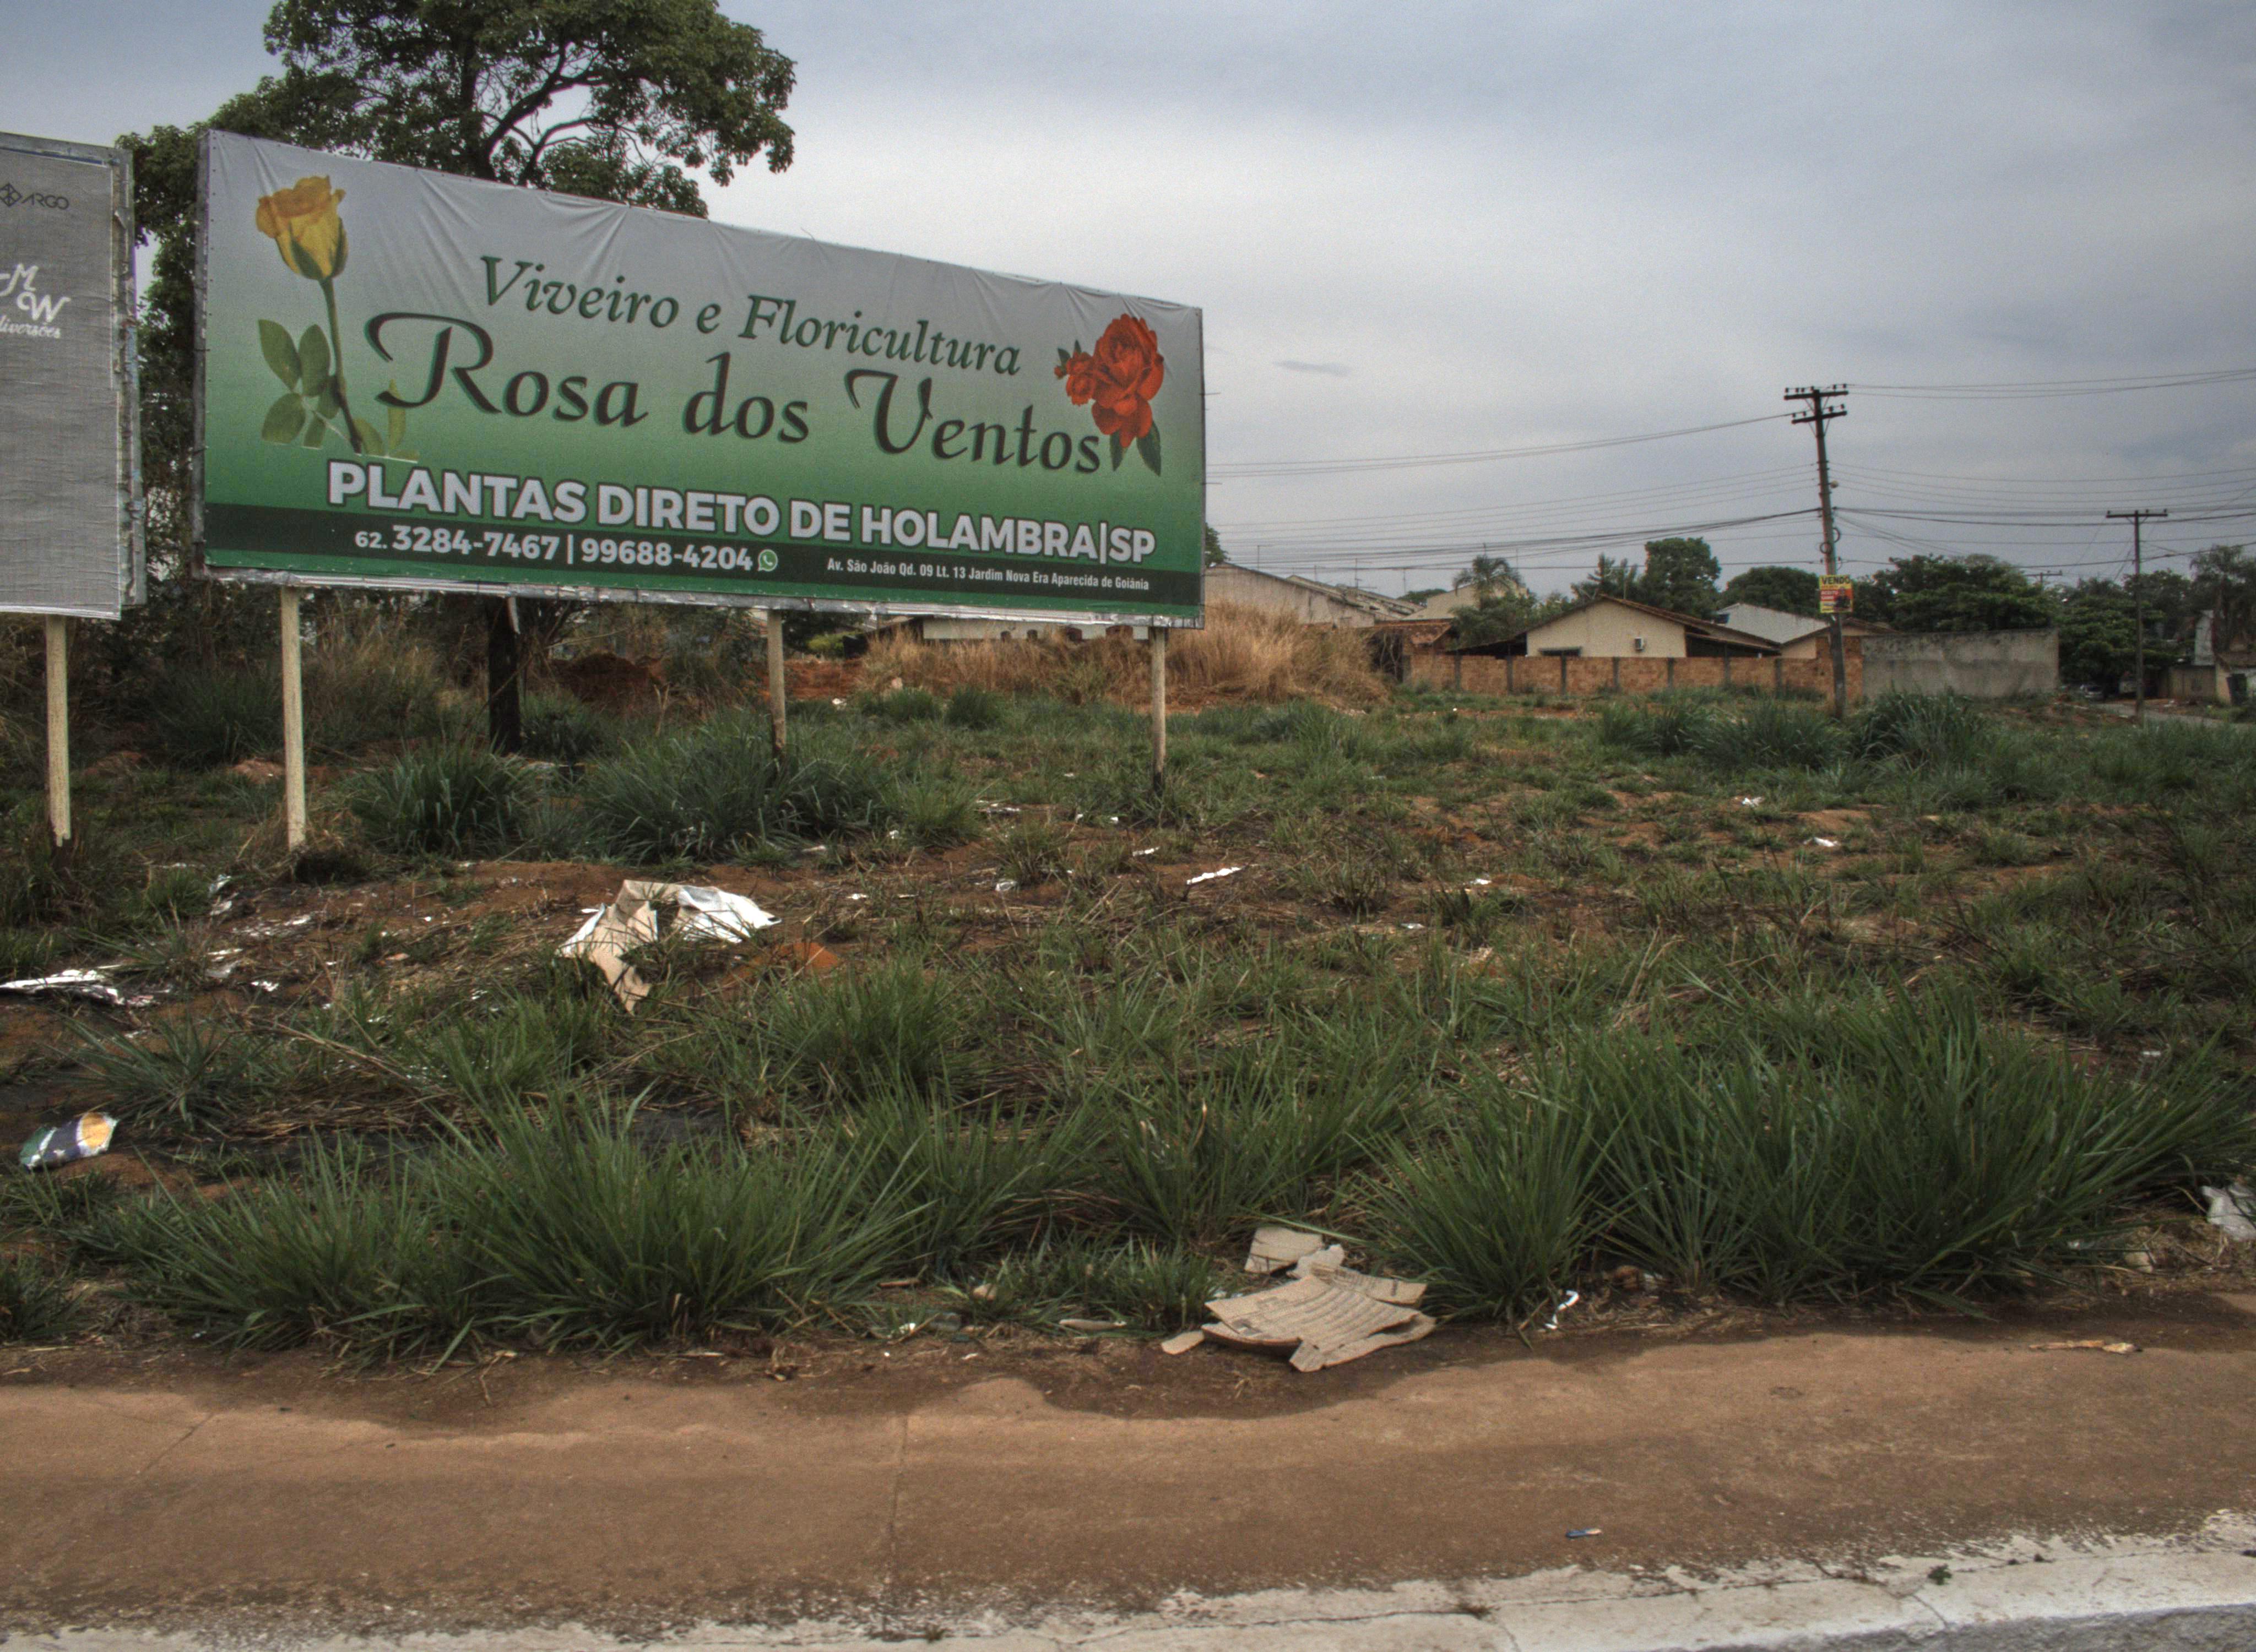 ARGO
M
W
diversões
Viveiro e Floricultura
Rosa dos Ventos
PLANTAS DIRETO DE HOLAMBRA|SP
62. 3284-7467 | 99688-4204
Av. São João Qd. 09 Lt. 13 Jardim Nova Era Aparecida de Goiânia
VENDO